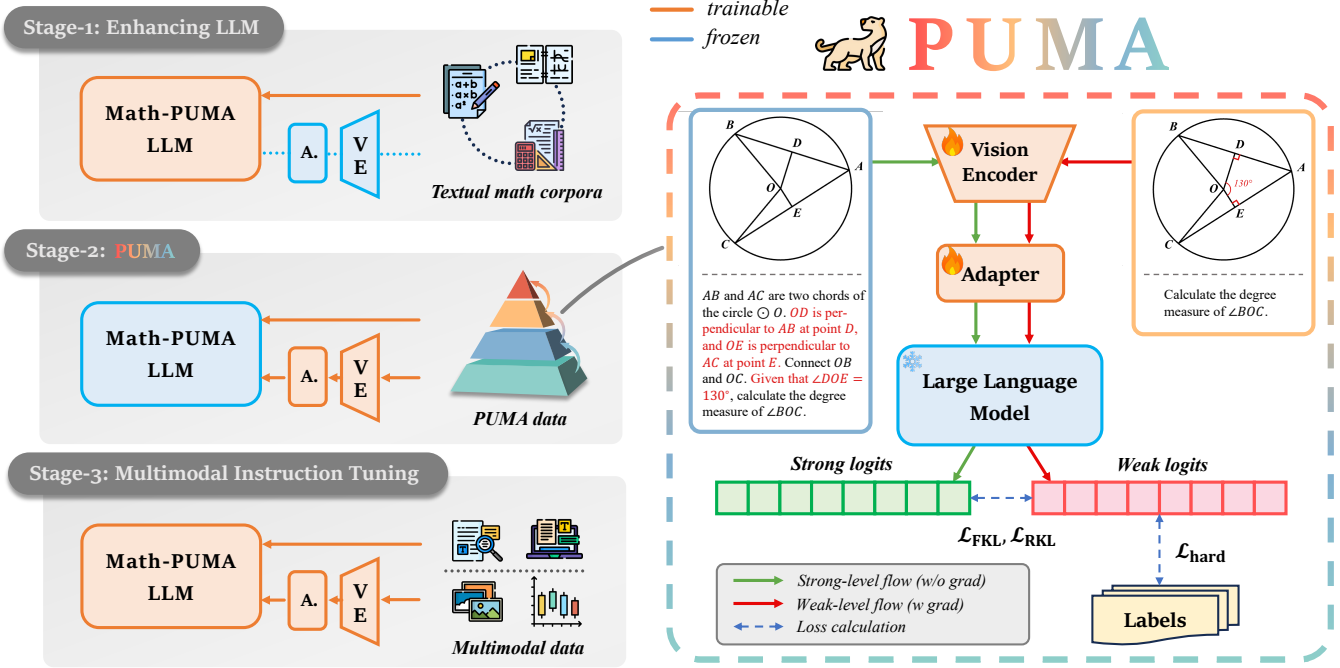 Stage-1: Enhancing LLM
Math-PUMA
LLM
A.
V
E
Textual math corpora
Stage-2: PUMA
Math-PUMA
LLM
A.
V
E
PUMA data
Stage-3: Multimodal Instruction Tuning
Math-PUMA
LLM
A.
V
E
Multimodal data
trainable
frozen
PUMA
B
D
A
O
E
C
AB and AC are two chords of
the circle ⊙ O. OD is per-
pendicular to AB at point D,
and OE is perpendicular to
AC at point E. Connect OB
and OC. Given that ∠DOE =
130°, calculate the degree
measure of ∠BOC.
Vision
Encoder
Adapter
Large Language
Model
B
D
A
O
130°
E
C
Calculate the degree
measure of ∠BOC.
Strong logits
Weak logits
ℒFKL, ℒRKL
ℒhard
Strong-level flow (w/o grad)
Weak-level flow (w grad)
Loss calculation
Labels